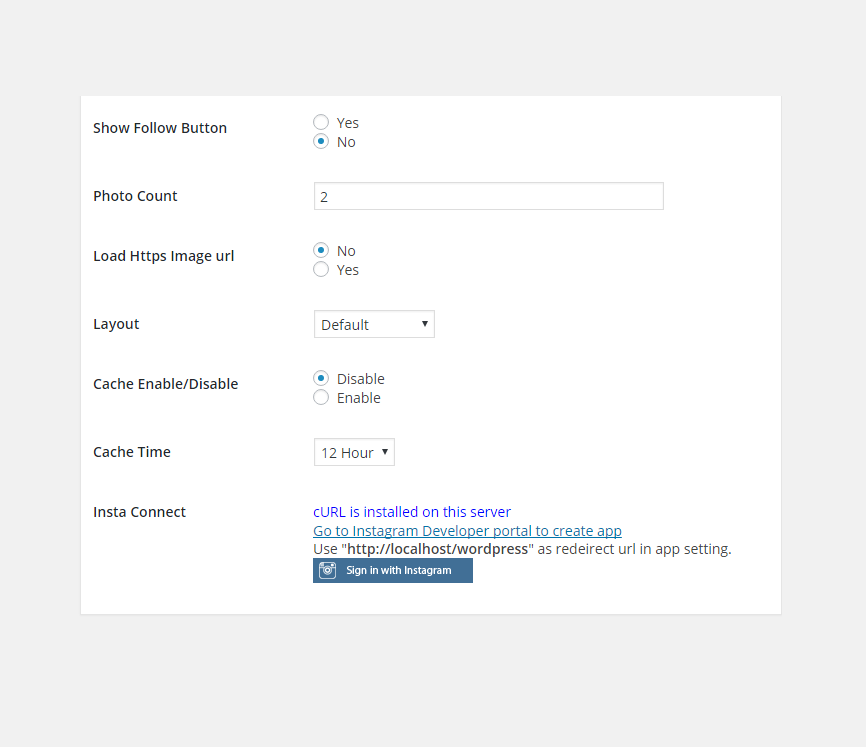 Show Follow Button
Yes
No
Photo Count
2
Load Https Image url
No
Yes
Layout
Default
Cache Enable/Disable
Disable
Enable
Cache Time
12 Hour
Insta Connect
cURL is installed on this server
Go to Instagram Developer portal to create app
Use "http://localhost/wordpress" as redeirect url in app setting.
Sign in with Instagram